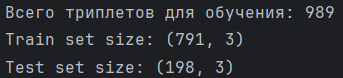 Всего триплетов для обучения: 989
Train set size: (791, 3)
Test set size: (198, 3)